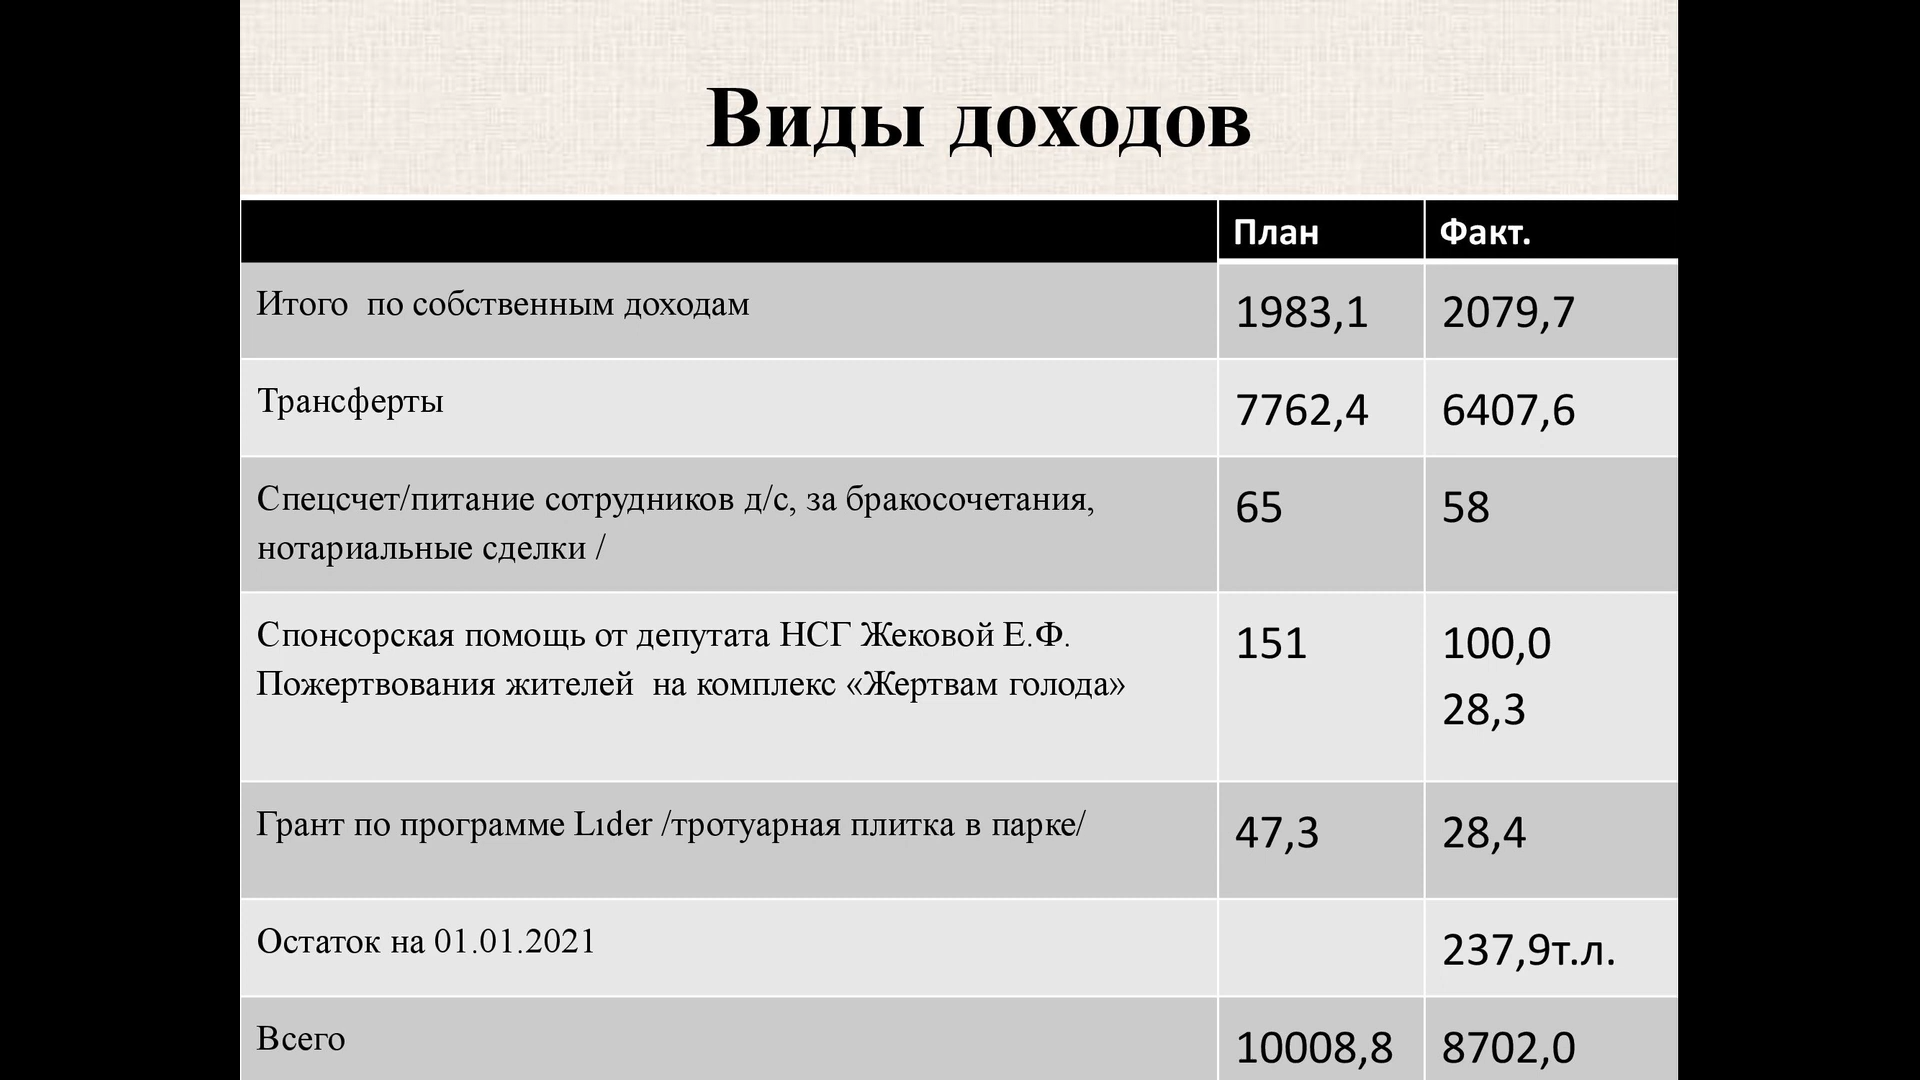 Виды доходов
План Факт.
Итого по собственным доходам 1983,1 2079,7
Трансферты 7762,4 6407,6
Спецсчет/питание сотрудников д/с, за бракосочетания, 65 58
нотариальные сделки /
Спонсорская помощь от депутата НСГ Жековой Е.Ф. 151 100,0
Пожертвования жителей на комплекс «Жертвам голода» 28,3
Грант по программе Lıder /тротуарная плитка в парке/ 47,3 28,4
Остаток на 01.01.2021 237,9т.л.
Всего 10008,8 8702,0